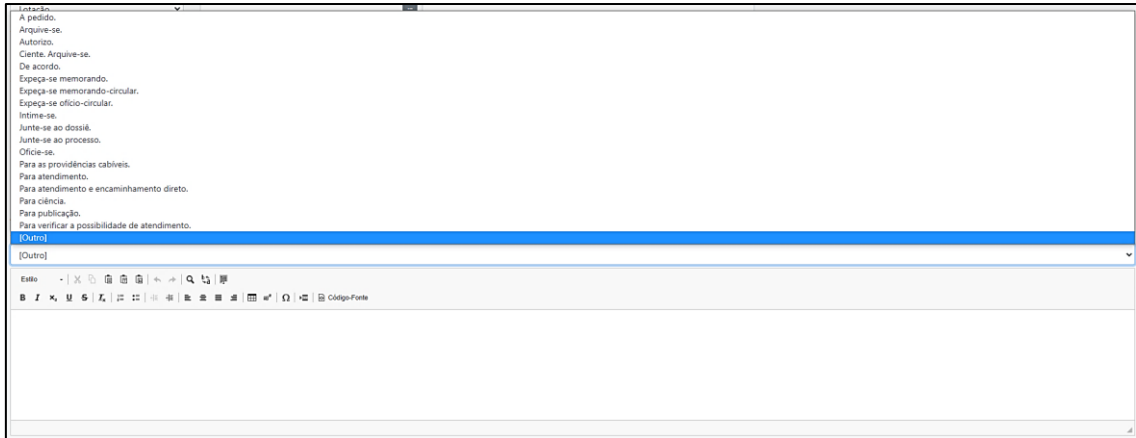 Lotação
A pedido.
Arquive-se.
Autorizo.
Ciente. Arquive-se.
De acordo.
Expeça-se memorando.
Expeça-se memorando-circular.
Expeça-se ofício-circular.
Intime-se.
Junte-se ao dossiê.
Junte-se ao processo.
Oficie-se.
Para as providências cabíveis.
Para atendimento.
Para atendimento e encaminhamento direto.
Para ciência.
Para publicação.
Para verificar a possibilidade de atendimento.
[Outro]
[Outro]
Estilo
B I x, U S Ix Ω Código-Fonte